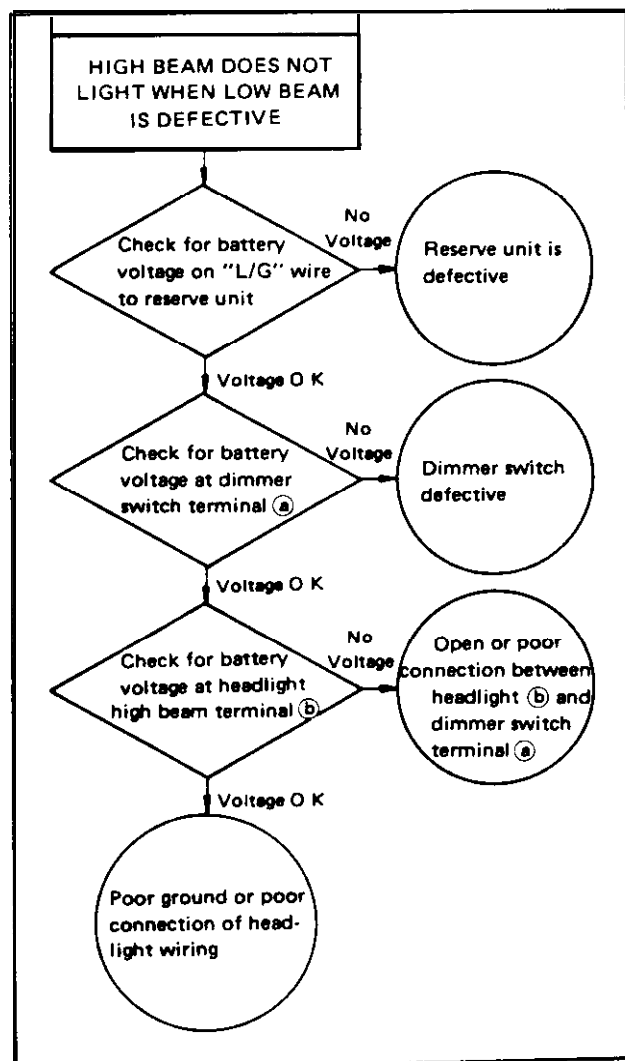 HIGH BEAM DOES NOT
LIGHT WHEN LOW BEAM
IS DEFECTIVE
Check for battery
voltage on "L/G" wire
to reserve unit
No
Voltage
Reserve unit is
defective
Voltage O K
Check for battery
voltage at dimmer
switch terminal ⓐ
No
Voltage
Dimmer switch
defective
Voltage O K
Check for battery
voltage at headlight
high beam terminal ⓑ
No
Voltage
Open or poor
connection between
headlight ⓑ and
dimmer switch
terminal ⓐ
Voltage O K
Poor ground or poor
connection of head-
light wiring